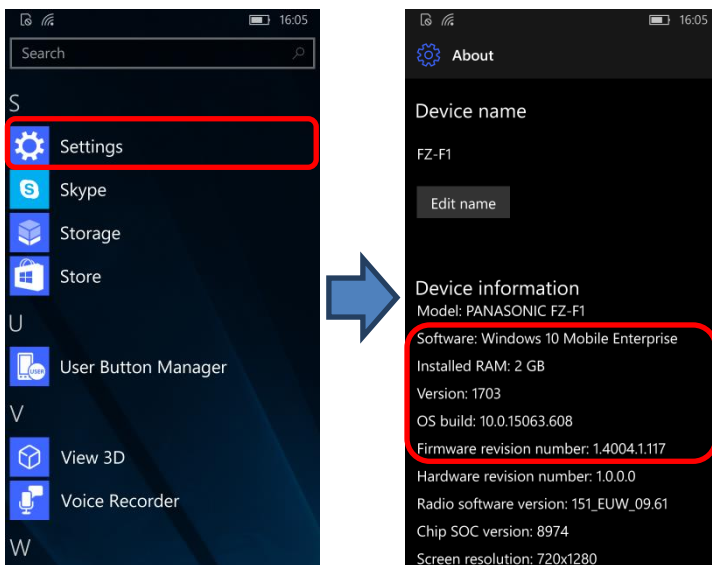 16:05
Search
S
Settings
Skype
Storage
Store
U
USER
User Button Manager
V
View 3D
Voice Recorder
W
16:05
About
Device name
FZ-F1
Edit name
Device information
Model: PANASONIC FZ-F1
Software: Windows 10 Mobile Enterprise
Installed RAM: 2 GB
Version: 1703
OS build: 10.0.15063.608
Firmware revision number: 1.4004.1.117
Hardware revision number: 1.0.0.0
Radio software version: 151_EUW_09.61
Chip SOC version: 8974
Screen resolution: 720x1280